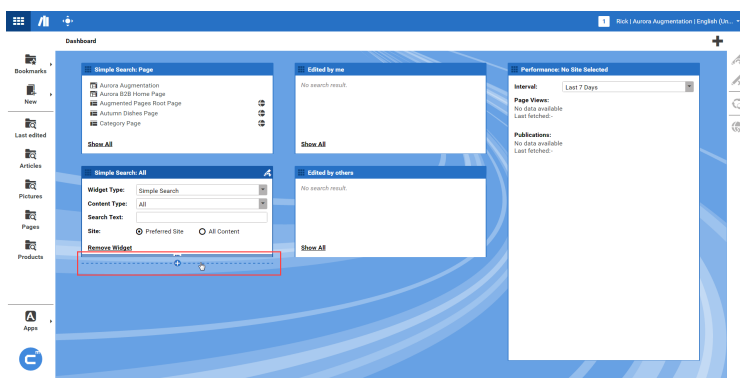 1 Rick | Aurora Augmentation | English (Un...
Dashboard
Bookmarks
New
Last edited
Articles
Pictures
Pages
Products
Apps
Simple Search: Page
Aurora Augmentation
Aurora B2B Home Page
Augmented Pages Root Page
Autumn Dishes Page
Category Page
Show All
Edited by me
No search result.
Show All
Performance: No Site Selected
Interval: Last 7 Days
Page Views:
No data available
Last fetched:-
Publications:
No data available
Last fetched:-
Simple Search: All
Widget Type: Simple Search
Content Type: All
Search Text:
Site: Preferred Site All Content
Remove Widget
Edited by others
No search result.
Show All